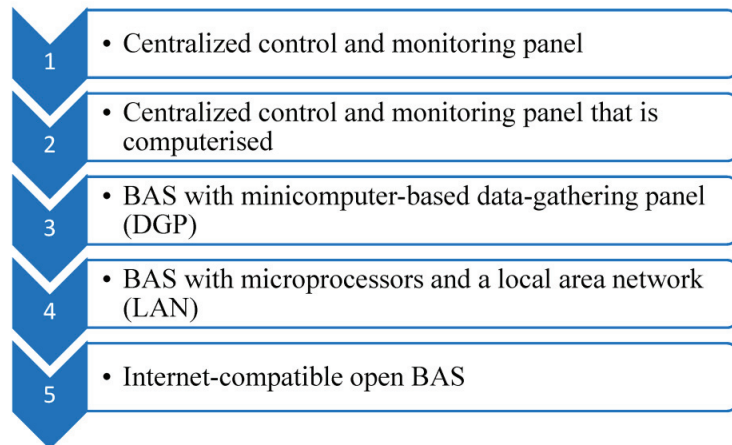 1
• Centralized control and monitoring panel
2
• Centralized control and monitoring panel that is
computerised
3
• BAS with minicomputer-based data-gathering panel
(DGP)
4
• BAS with microprocessors and a local area network
(LAN)
5
• Internet-compatible open BAS